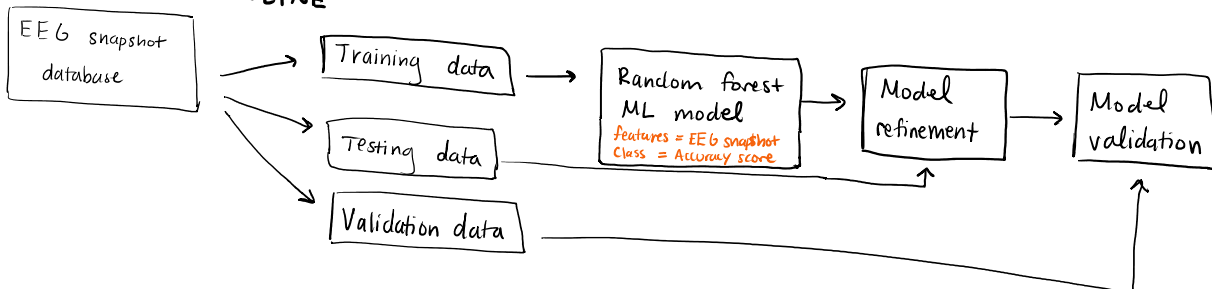 EEG snapshot
database
Training data
Testing data
Validation data
Random forest
ML model
features = EEG snapshot
Class = Accuracy score
Model
refinement
Model
validation